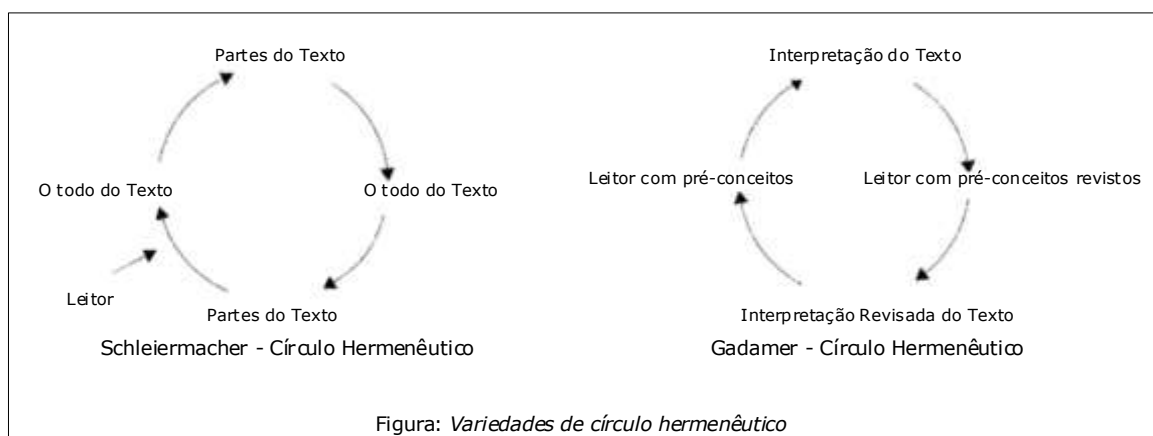 Partes do Texto
O todo do Texto
O todo do Texto
Leitor
Partes do Texto
Schleiermacher - Círculo Hermenêutico
Interpretação do Texto
Leitor com pré-conceitos
Leitor com pré-conceitos revistos
Interpretação Revisada do Texto
Gadamer - Círculo Hermenêutico
Figura: Variedades de círculo hermenêutico